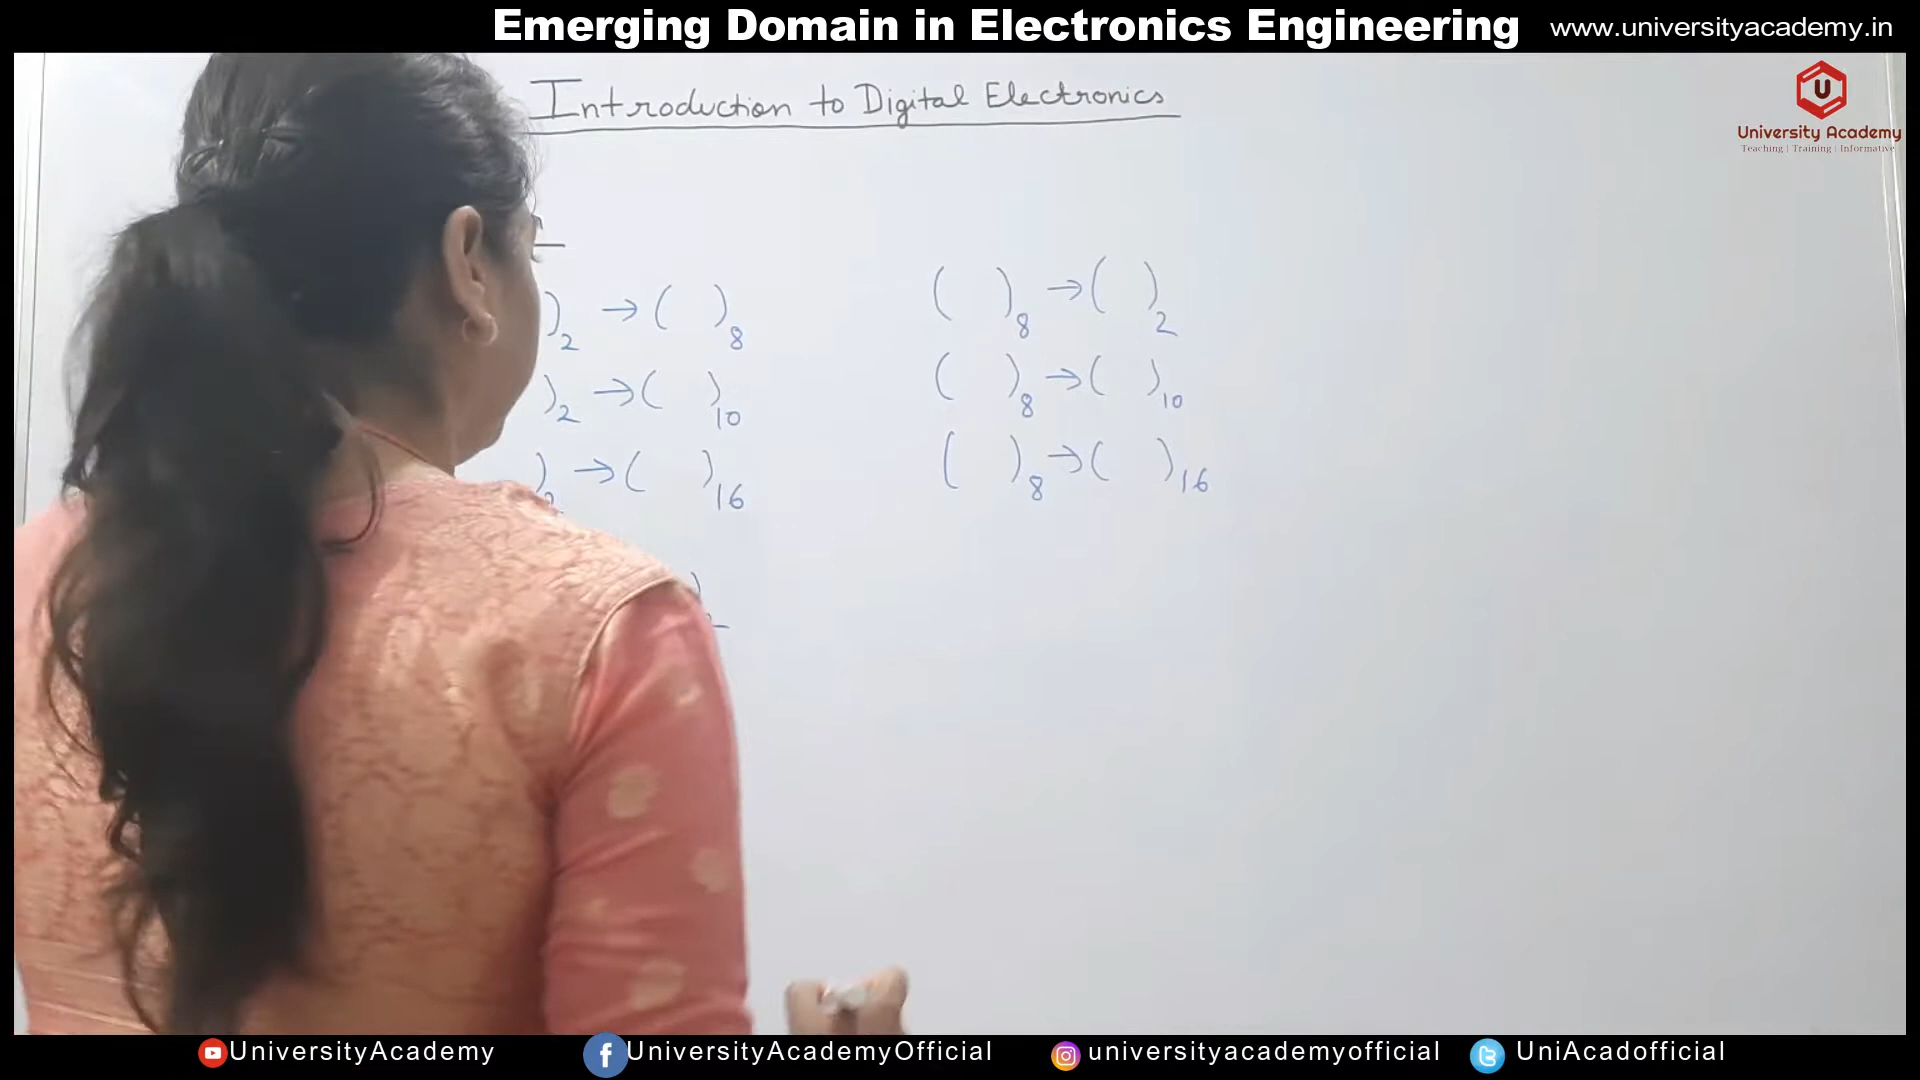 Emerging Domain in Electronics Engineering www.universityacademy.in
Introduction to Digital Electronics
U
University Academy
Teaching | Training | Informative
)2 → ( )8
( )8 → ( )2
)2 → ( )10
( )8 → ( )10
) → ( )16
( )8 → ( )16
)
UniversityAcademy UniversityAcademyOfficial universityacademyofficial UniAcadofficial